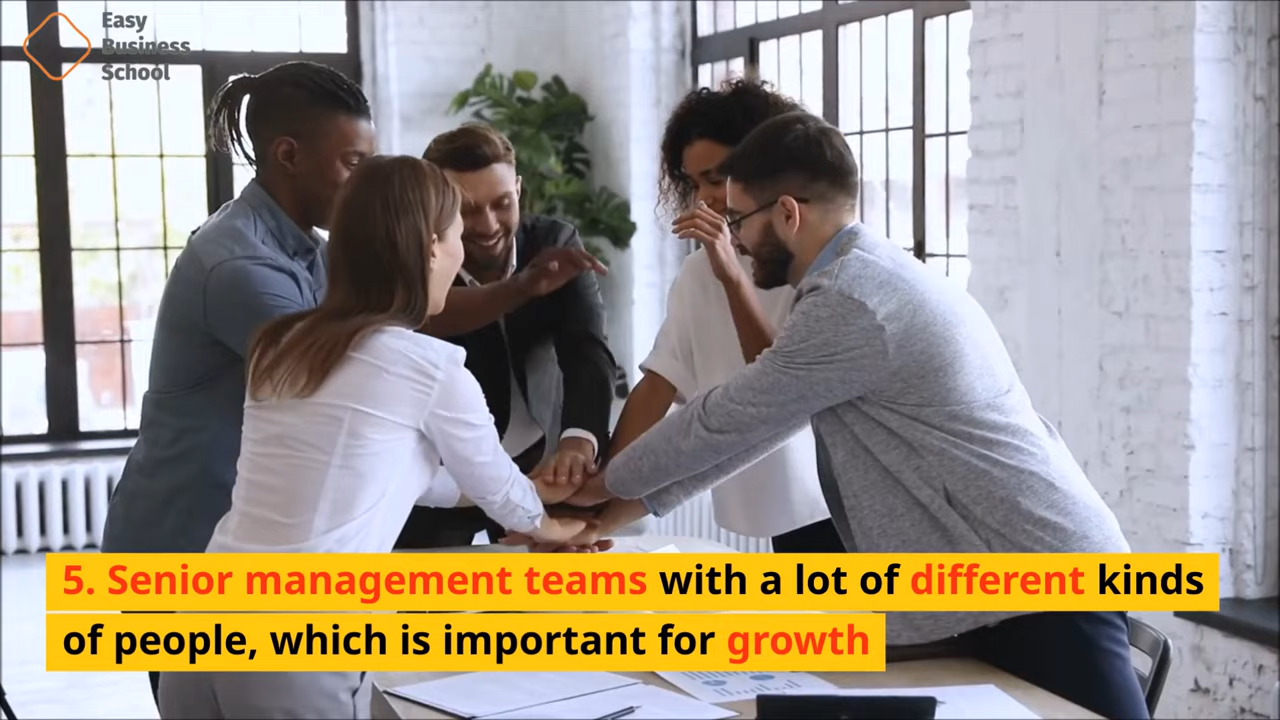 Easy
Business
School
5. Senior management teams with a lot of different kinds
of people, which is important for growth